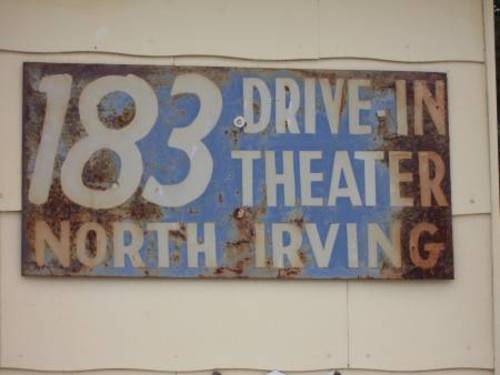 183 DRIVE-IN
THEATER
NORTH IRVING